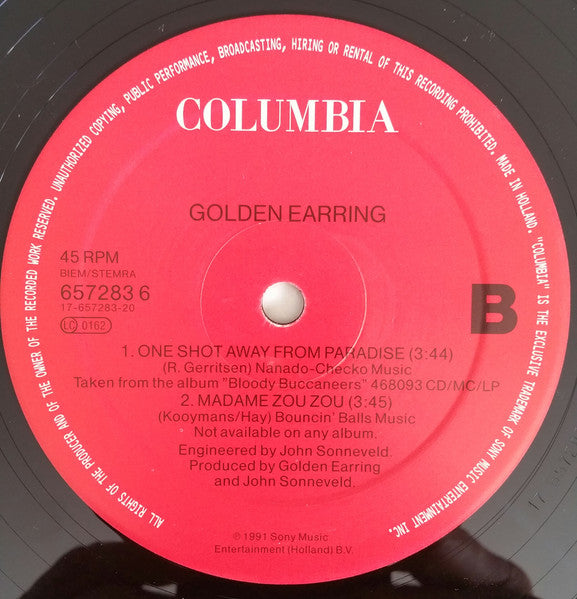 ALL RIGHTS OF THE PRODUCER AND OF THE OWNER OF THE RECORDED WORK RESERVED. UNAUTHORIZED COPYING, PUBLIC PERFORMANCE, BROADCASTING, HIRING OR RENTAL OF THIS RECORDING PROHIBITED. MADE IN HOLLAND. "COLUMBIA" IS THE EXCLUSIVE TRADEMARK OF SONY MUSIC ENTERTAINMENT INC.
COLUMBIA
GOLDEN EARRING
45 RPM
BIEM/STEMRA
657283 6
17-657283-20
LC 0162
B
1. ONE SHOT AWAY FROM PARADISE (3:44)
(R. Gerritsen) Nanado-Checko Music
Taken from the album "Bloody Buccaneers" 468093 CD/MC/LP
2. MADAME ZOU ZOU (3:45)
(Kooymans/Hay) Bouncin' Balls Music
Not available on any album.
Engineered by John Sonneveld.
Produced by Golden Earring
and John Sonneveld.
℗ 1991 Sony Music
Entertainment (Holland) B.V.